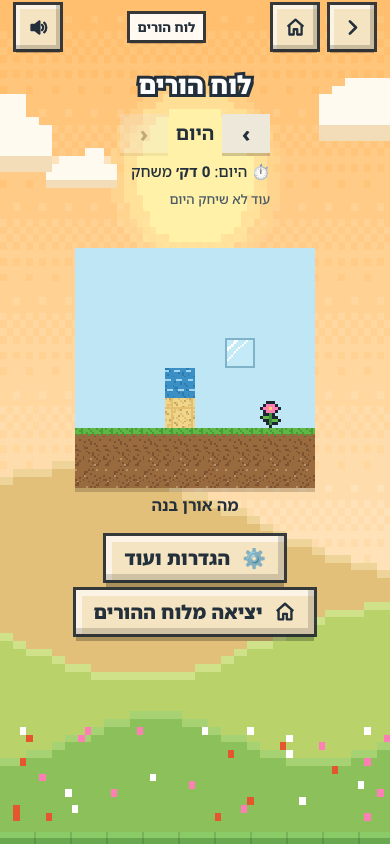 לוח הורים
לוח הורים
היום
היום: 0 דק׳ משחק
עוד לא שיחק היום
מה אורן בנה
הגדרות ועוד
יציאה מלוח ההורים